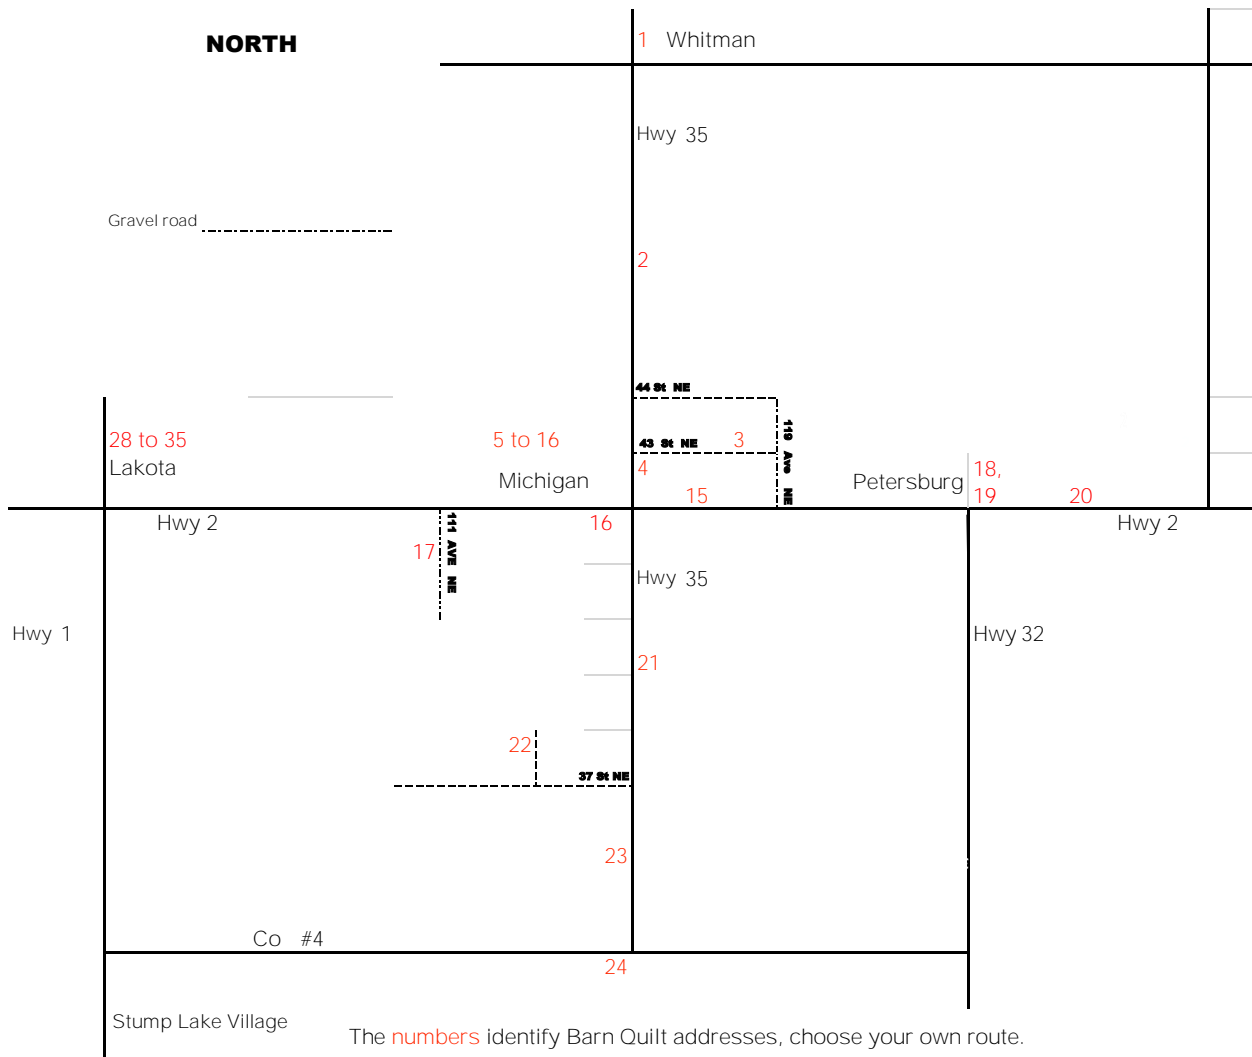 NORTH
1 Whitman
Hwy 35
Gravel road
2
44 St NE
28 to 35
5 to 16
43 St NE
3
119 Ave NE
Lakota
4
18,
Michigan
Petersburg
15
19
20
Hwy 2
16
Hwy 2
111 AVE NE
17
Hwy 35
Hwy 1
Hwy 32
21
22
37 St NE
23
Co #4
24
Stump Lake Village
The numbers identify Barn Quilt addresses, choose your own route.